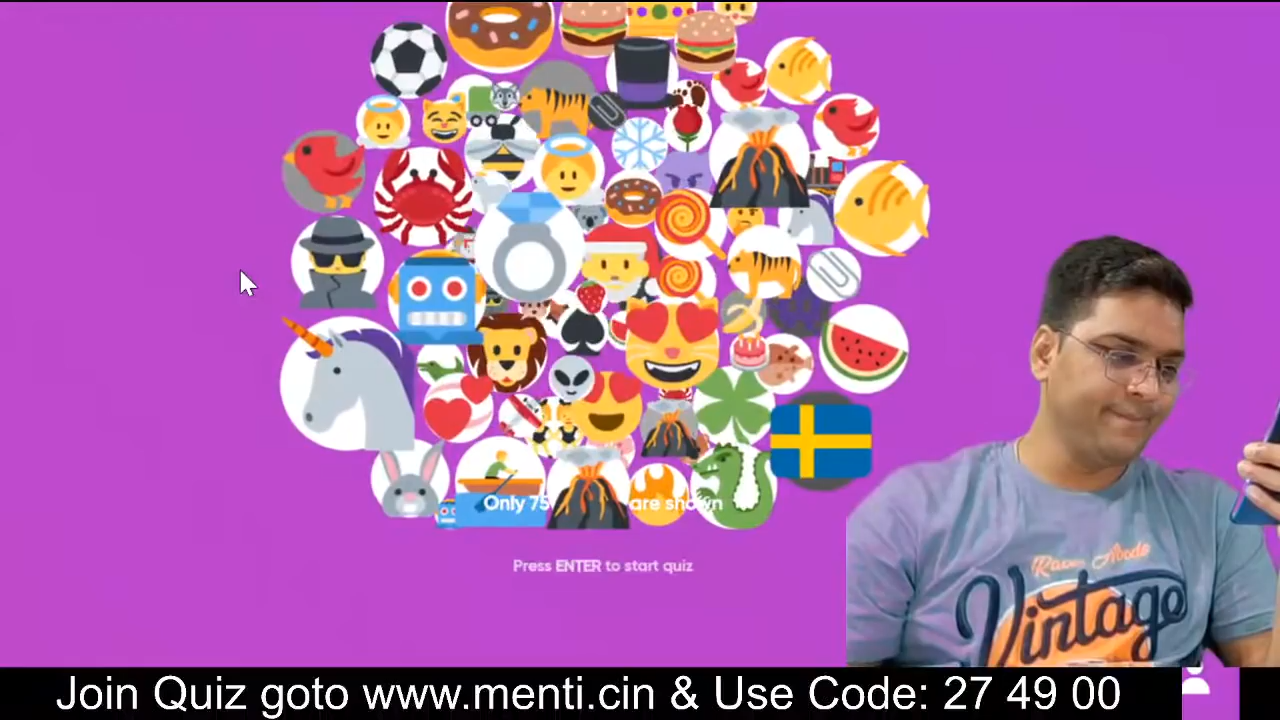 Only 75 are shown
Press ENTER to start quiz
Vintage
Join Quiz goto www.menti.cin & Use Code: 27 49 00